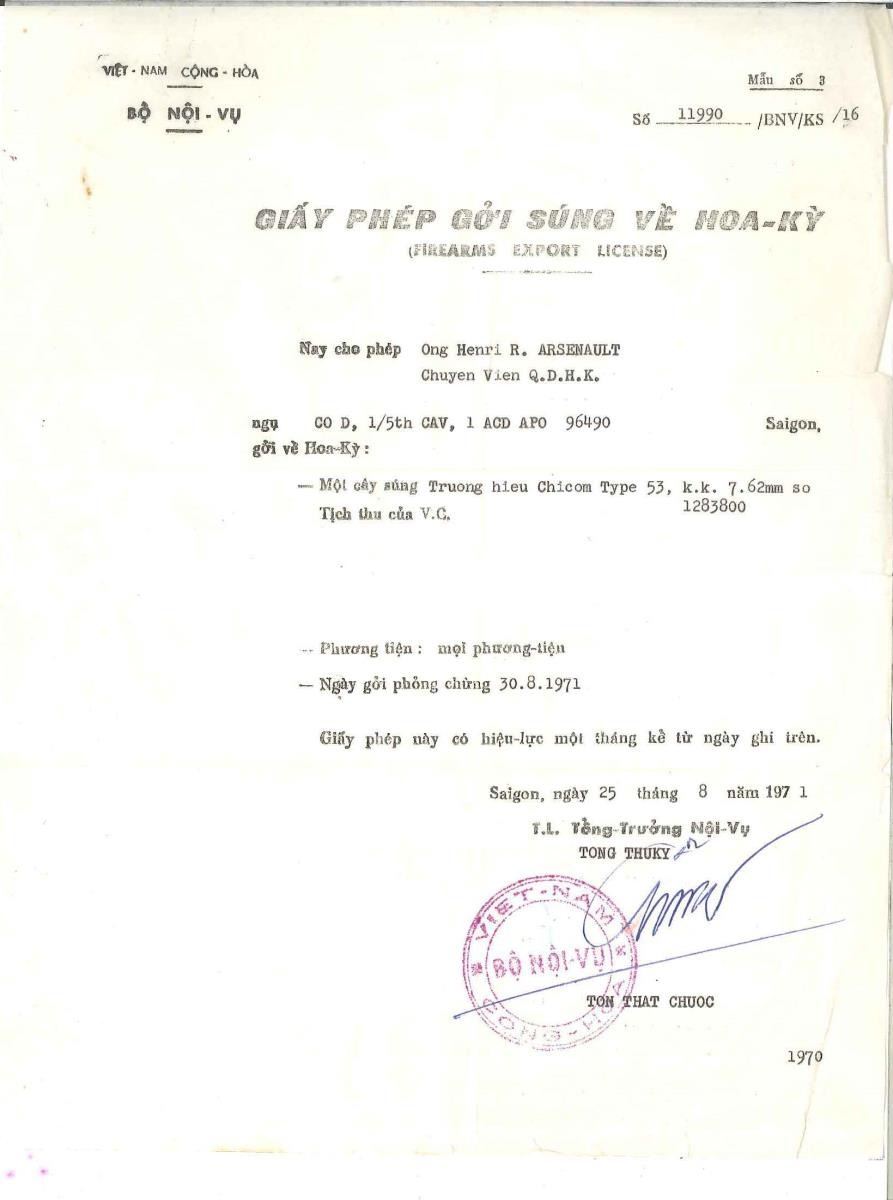 VIỆT - NAM CỘNG - HÒA
BỘ NỘI - VỤ
Mẫu số 3
Số 11990 /BNV/KS /16
GIẤY PHÉP GỞI SÚNG VỀ HOA-KỲ
(FIREARMS EXPORT LICENSE)
Nay cho phép Ong Henri R. ARSENAULT
Chuyen Vien Q.D.H.K.
ngụ CO D, 1/5th CAV, 1 ACD APO 96490 Saigon,
gởi về Hoa-Kỳ :
— Một cây súng Truong hieu Chicom Type 53, k.k. 7.62mm so
1283800
Tịch thu của V.C.
— Phương tiện : mọi phương-tiện
— Ngày gởi phỏng chừng 30.8.1971
Giấy phép này có hiệu-lực một tháng kể từ ngày ghi trên.
Saigon, ngày 25 tháng 8 năm 1971
T.L. Tổng-Trưởng Nội-Vụ
TONG THUKY
VIỆT-NAM CỘNG-HÒA
BỘ NỘI-VỤ
TON THAT CHUOC
1970